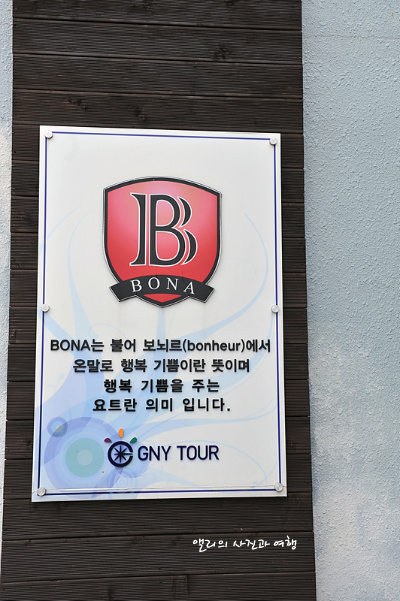 B
BONA
BONA는 불어 보뇌르(bonheur)에서
온말로 행복 기쁨이란 뜻이며
행복 기쁨을 주는
요트란 의미 입니다.
GNY TOUR
앨리의 사진과 여행